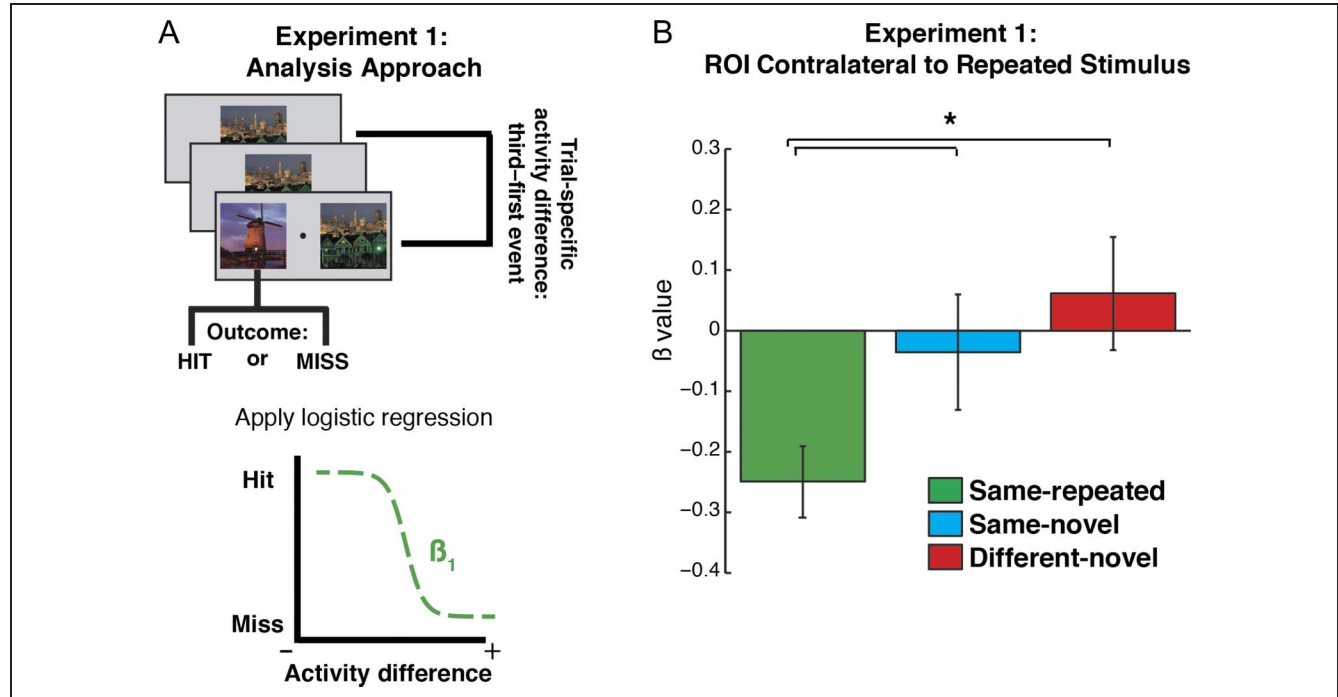 A
Experiment 1:
Analysis Approach
Trial-specific
activity difference:
third–first event
Outcome:
HIT or MISS
Apply logistic regression
Hit
ß1
Miss
– +
Activity difference
B
Experiment 1:
ROI Contralateral to Repeated Stimulus
*
0.3
0.2
0.1
0
−0.1
−0.2
−0.3
−0.4
ß value
Same-repeated
Same-novel
Different-novel